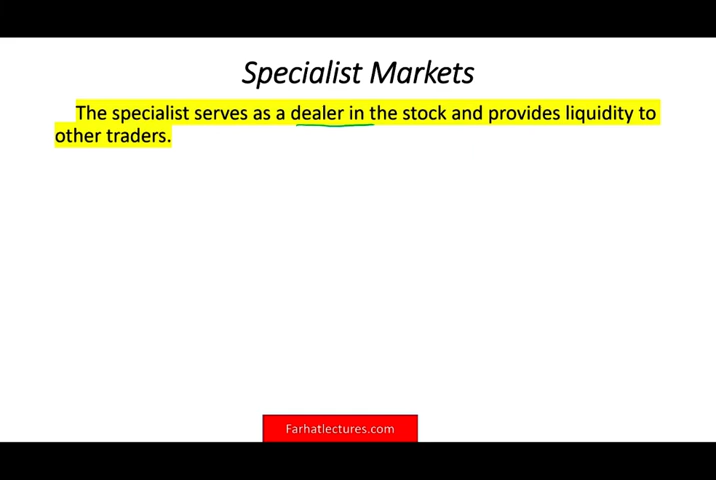 Specialist Markets
The specialist serves as a dealer in the stock and provides liquidity to
other traders.
Farhatlectures.com